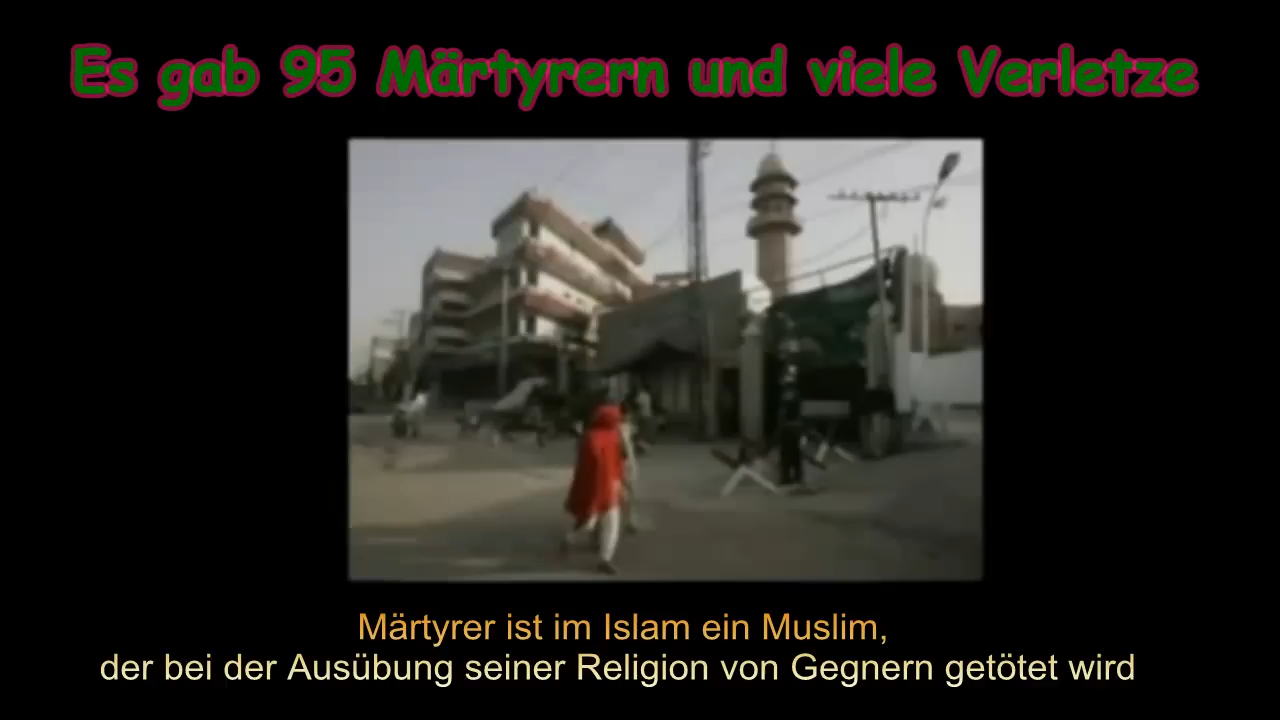 Es gab 95 Märtyrern und viele Verletze
Märtyrer ist im Islam ein Muslim,
der bei der Ausübung seiner Religion von Gegnern getötet wird